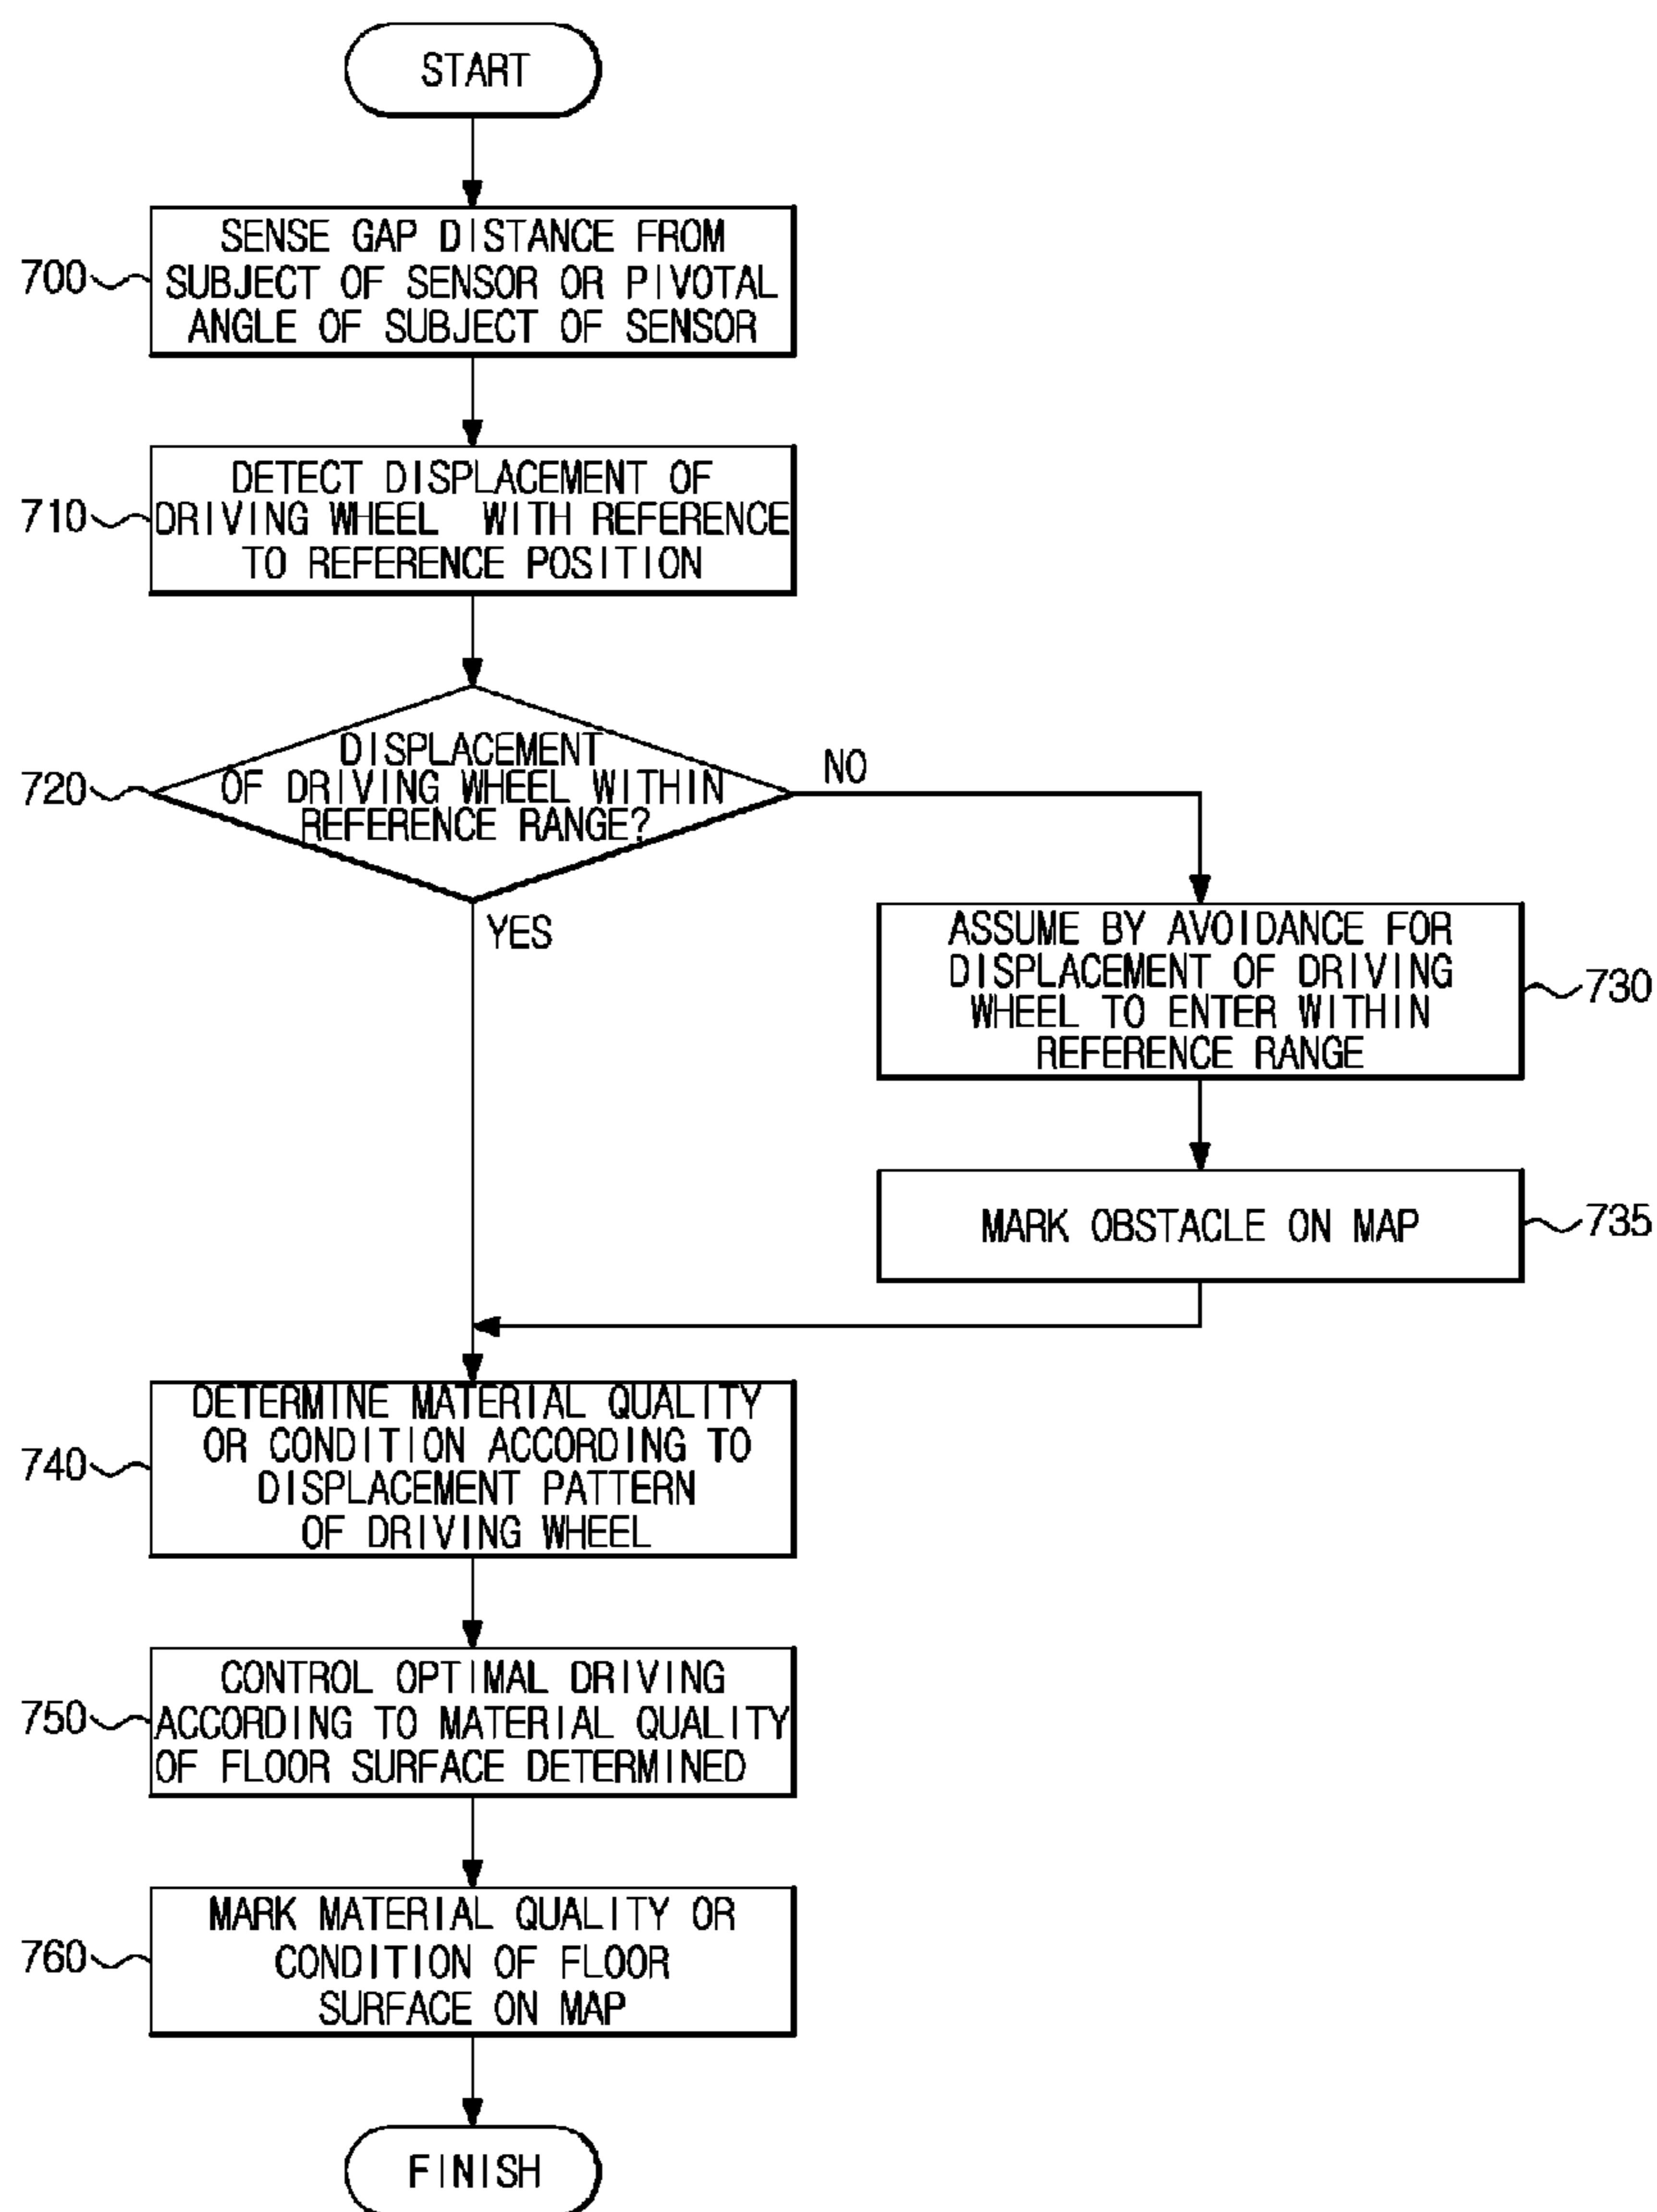 START
700
SENSE GAP DISTANCE FROM
SUBJECT OF SENSOR OR PIVOTAL
ANGLE OF SUBJECT OF SENSOR
710
DETECT DISPLACEMENT OF
DRIVING WHEEL WITH REFERENCE
TO REFERENCE POSITION
720
DISPLACEMENT
OF DRIVING WHEEL WITHIN
REFERENCE RANGE?
NO
YES
ASSUME BY AVOIDANCE FOR
DISPLACEMENT OF DRIVING
WHEEL TO ENTER WITHIN
REFERENCE RANGE
730
MARK OBSTACLE ON MAP
735
740
DETERMINE MATERIAL QUALITY
OR CONDITION ACCORDING TO
DISPLACEMENT PATTERN
OF DRIVING WHEEL
750
CONTROL OPTIMAL DRIVING
ACCORDING TO MATERIAL QUALITY
OF FLOOR SURFACE DETERMINED
760
MARK MATERIAL QUALITY OR
CONDITION OF FLOOR
SURFACE ON MAP
FINISH